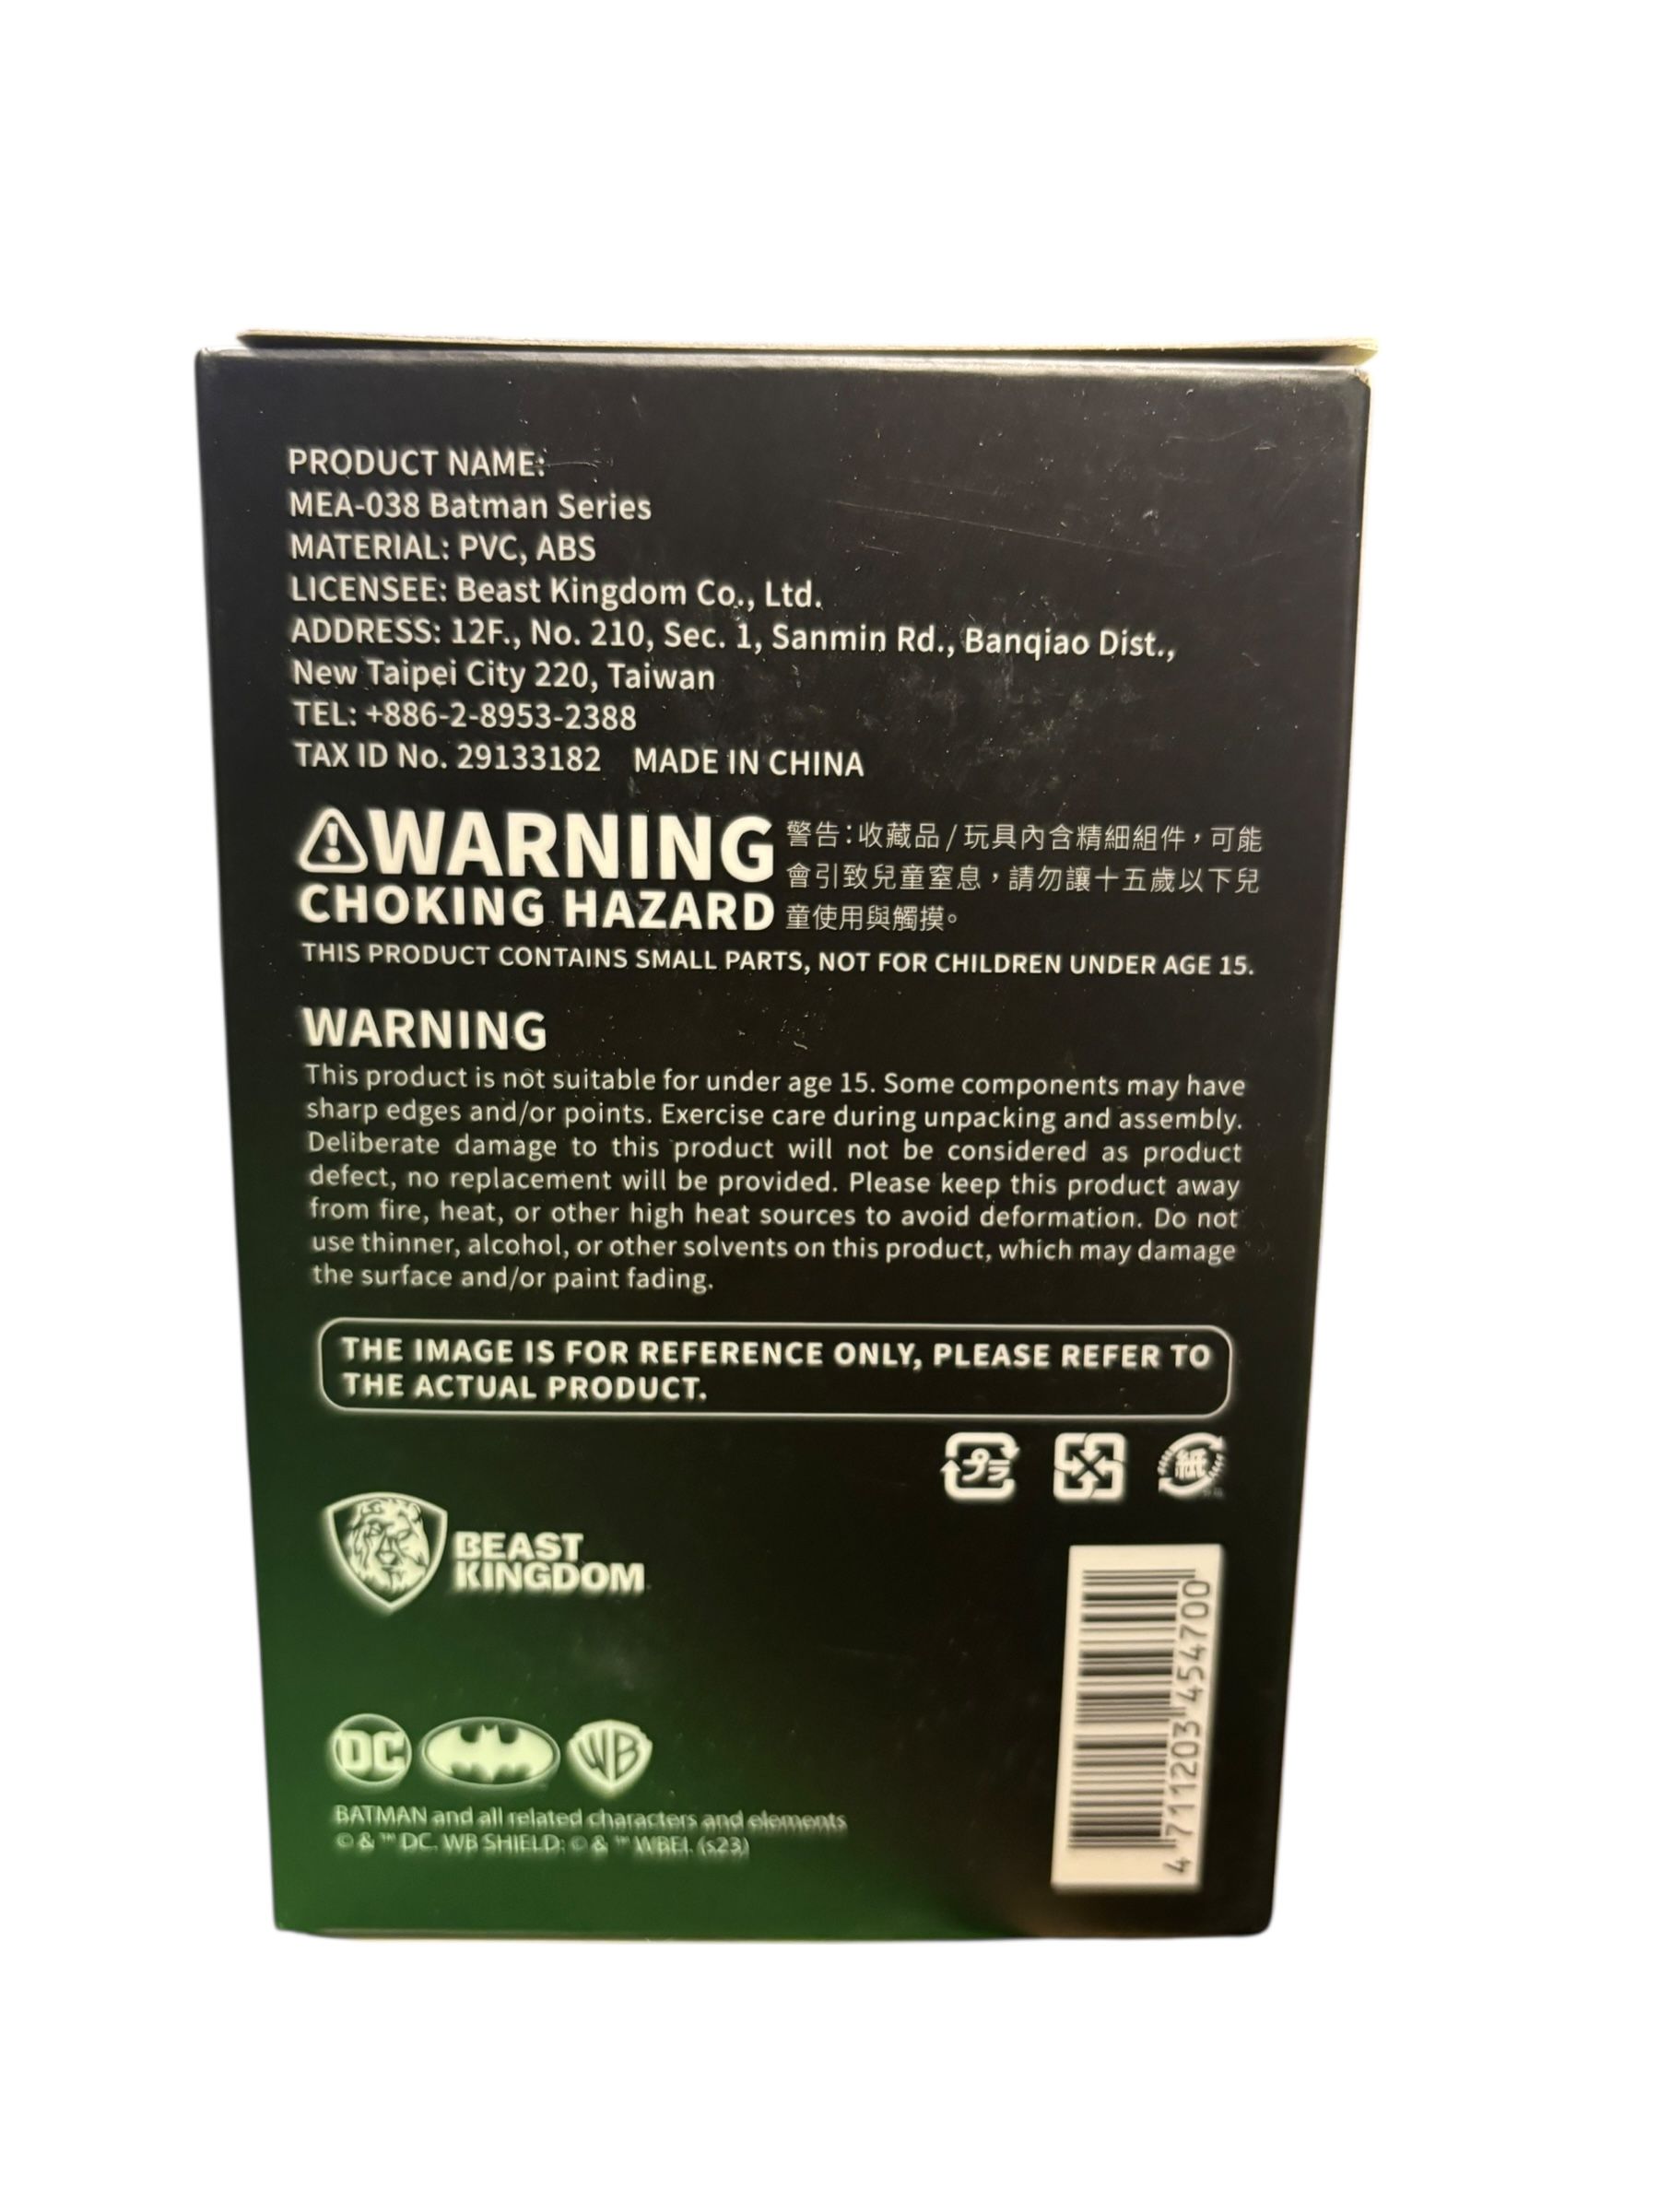 PRODUCT NAME:
MEA-038 Batman Series
MATERIAL: PVC, ABS
LICENSEE: Beast Kingdom Co., Ltd.
ADDRESS: 12F., No. 210, Sec. 1, Sanmin Rd., Banqiao Dist.,
New Taipei City 220, Taiwan
TEL: +886-2-8953-2388
TAX ID No. 29133182 MADE IN CHINA
WARNING
CHOKING HAZARD
警告：收藏品 / 玩具內含精細組件，可能
會引致兒童窒息，請勿讓十五歲以下兒
童使用與觸摸。
THIS PRODUCT CONTAINS SMALL PARTS, NOT FOR CHILDREN UNDER AGE 15.
WARNING
This product is not suitable for under age 15. Some components may have
sharp edges and/or points. Exercise care during unpacking and assembly.
Deliberate damage to this product will not be considered as product
defect, no replacement will be provided. Please keep this product away
from fire, heat, or other high heat sources to avoid deformation. Do not
use thinner, alcohol, or other solvents on this product, which may damage
the surface and/or paint fading.
THE IMAGE IS FOR REFERENCE ONLY, PLEASE REFER TO
THE ACTUAL PRODUCT.
プラ
紙
BEAST
KINGDOM
DC WB
BATMAN and all related characters and elements
© & ™ DC. WB SHIELD: © & ™ WBEI. (s23)
4 711203 454700